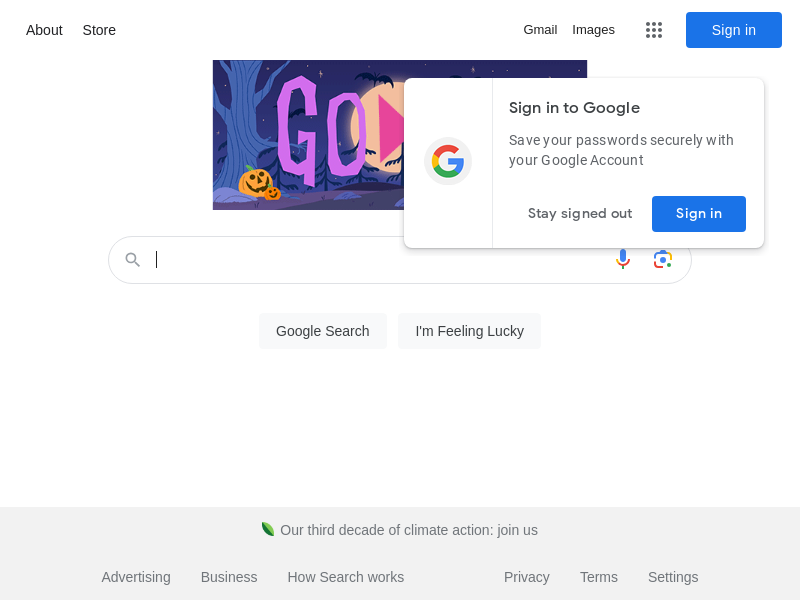 About Store Gmail Images Sign in
GO
Sign in to Google
Save your passwords securely with
your Google Account
Stay signed out Sign in
Google Search I'm Feeling Lucky
Our third decade of climate action: join us
Advertising Business How Search works Privacy Terms Settings